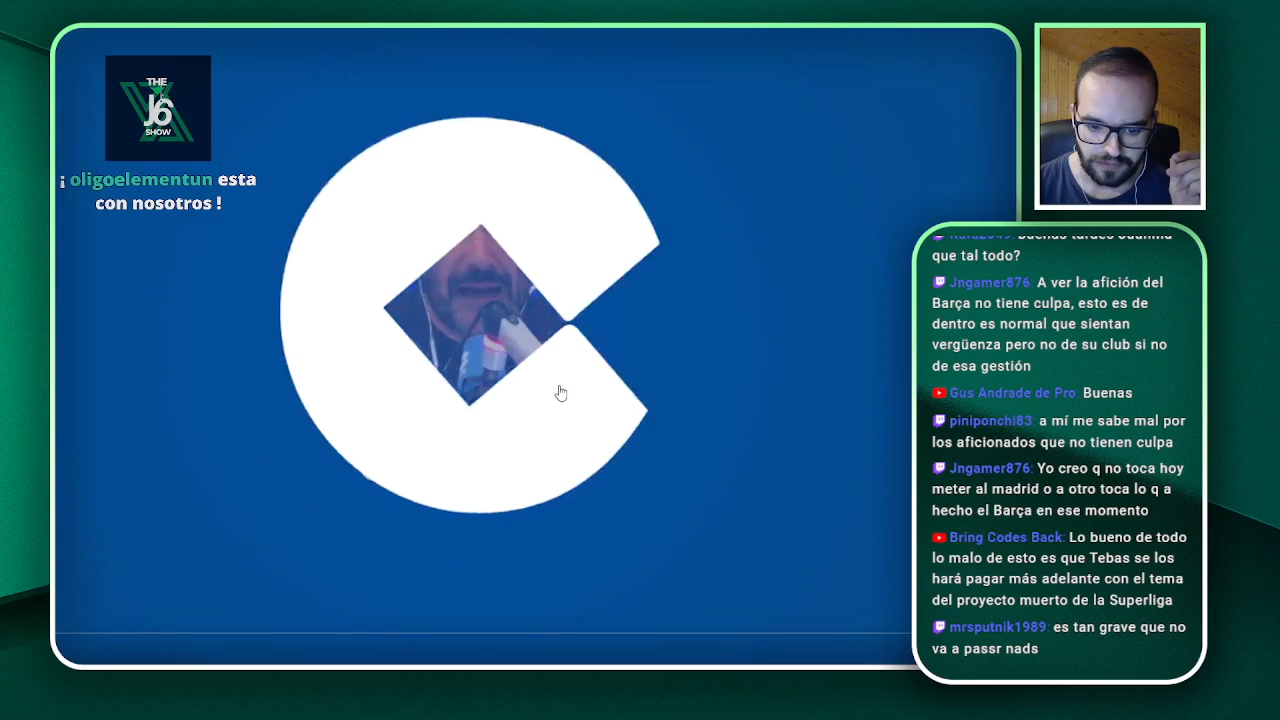 THE
J6
SHOW
¡ oligoelementun esta
con nosotros !
que tal todo?
Jngamer876: A ver la afición del
Barça no tiene culpa, esto es de
dentro es normal que sientan
vergüenza pero no de su club si no
de esa gestión
Gus Andrade de Pro: Buenas
piniponchi83: a mí me sabe mal por
los aficionados que no tienen culpa
Jngamer876: Yo creo q no toca hoy
meter al madrid o a otro toca lo q a
hecho el Barça en ese momento
Bring Codes Back: Lo bueno de todo
lo malo de esto es que Tebas se los
hará pagar más adelante con el tema
del proyecto muerto de la Superliga
mrsputnik1989: es tan grave que no
va a passr nads